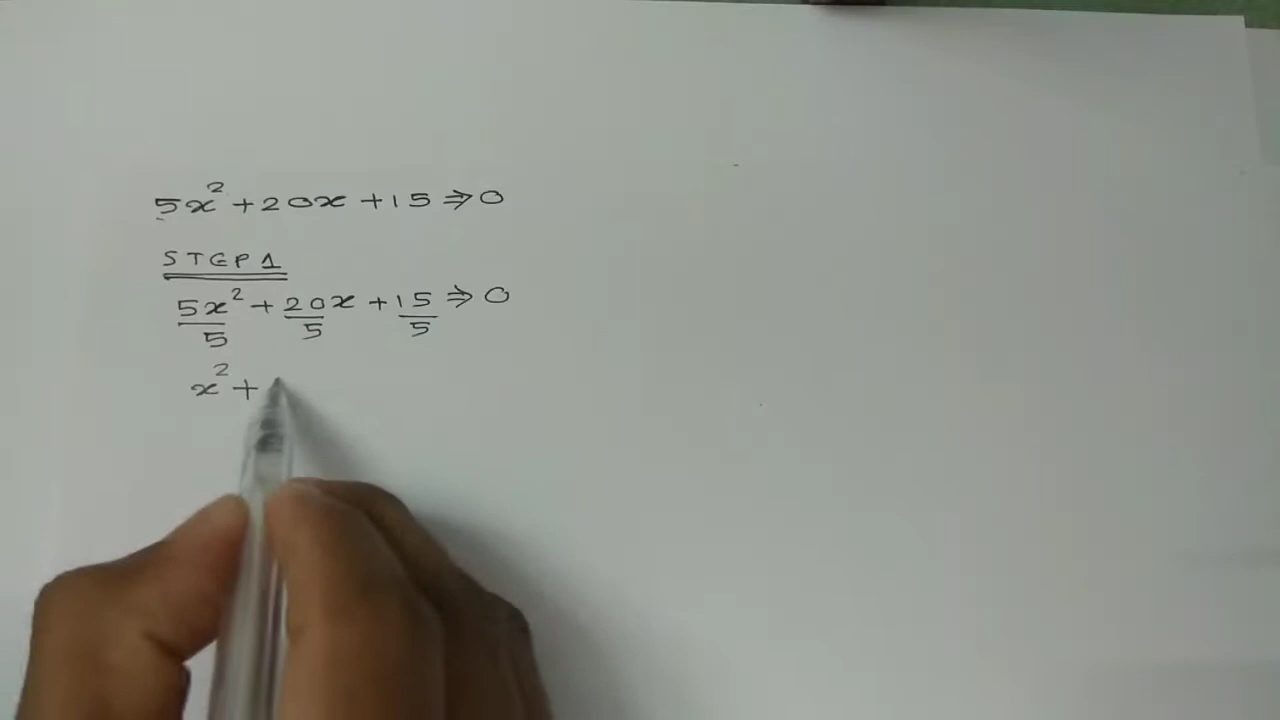 5x² + 20x + 15 ⇒ 0
STEP 1
5x²/5 + 20x/5 + 15/5 ⇒ 0
x² +